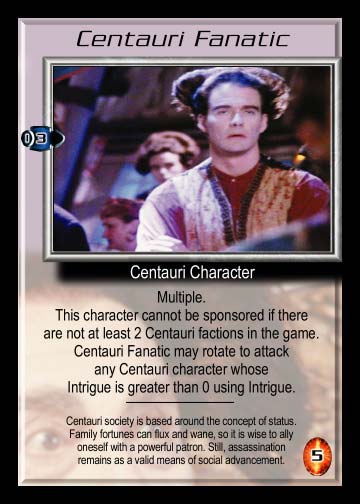 Centauri Fanatic
3
Centauri Character
Multiple.
This character cannot be sponsored if there
are not at least 2 Centauri factions in the game.
Centauri Fanatic may rotate to attack
any Centauri character whose
Intrigue is greater than 0 using Intrigue.
Centauri society is based around the concept of status.
Family fortunes can flux and wane, so it is wise to ally
oneself with a powerful patron. Still, assassination
remains as a valid means of social advancement.
5